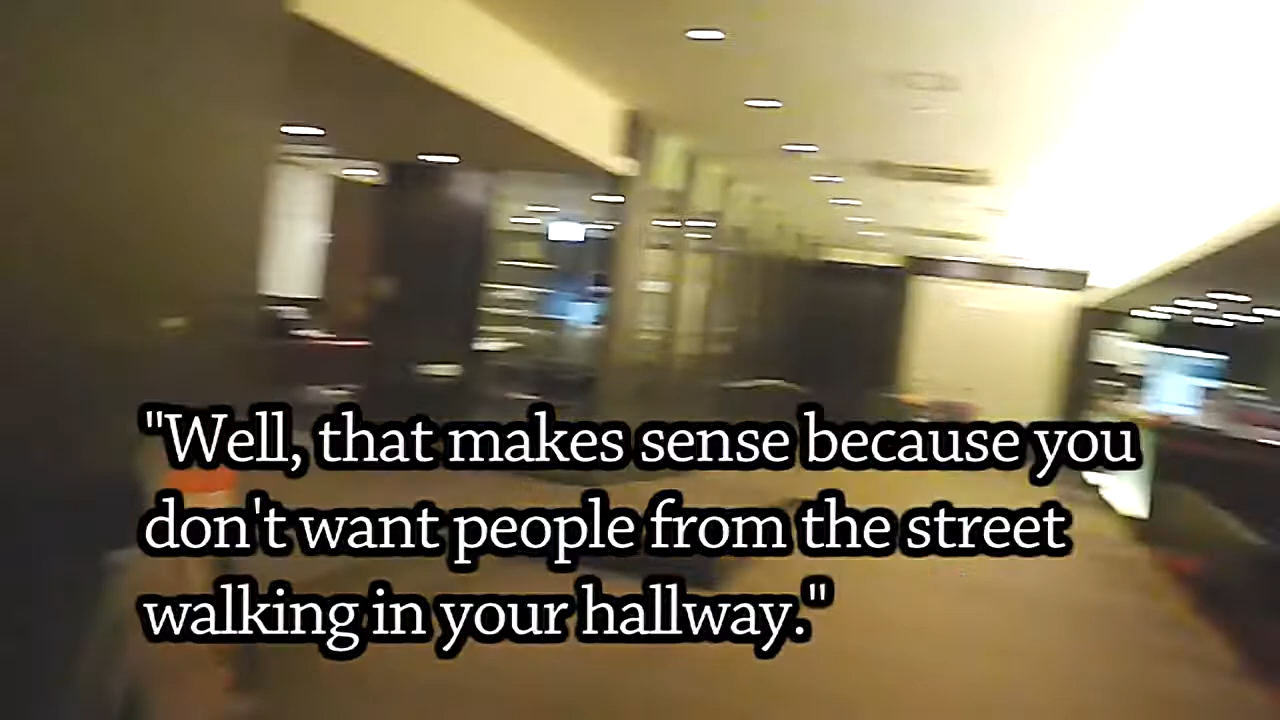 "Well, that makes sense because you
don't want people from the street
walking in your hallway."